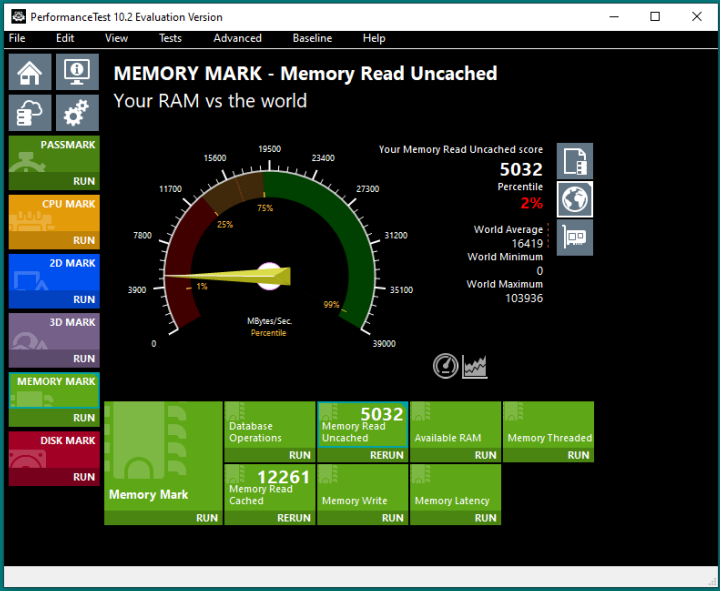 PerformanceTest 10.2 Evaluation Version
File Edit View Tests Advanced Baseline Help
MEMORY MARK - Memory Read Uncached
Your RAM vs the world
PASSMARK
RUN
CPU MARK
RUN
2D MARK
RUN
3D MARK
RUN
MEMORY MARK
RUN
DISK MARK
RUN
0
3900
7800
11700
15600
19500
23400
27300
31200
35100
39000
1%
25%
75%
99%
MBytes/Sec.
Percentile
Your Memory Read Uncached score
5032
Percentile
2%
World Average
16419
World Minimum
0
World Maximum
103936
Memory Mark
RUN
Database
Operations
RUN
5032
Memory Read
Uncached
RERUN
Available RAM
RUN
Memory Threaded
RUN
12261
Memory Read
Cached
RERUN
Memory Write
RUN
Memory Latency
RUN